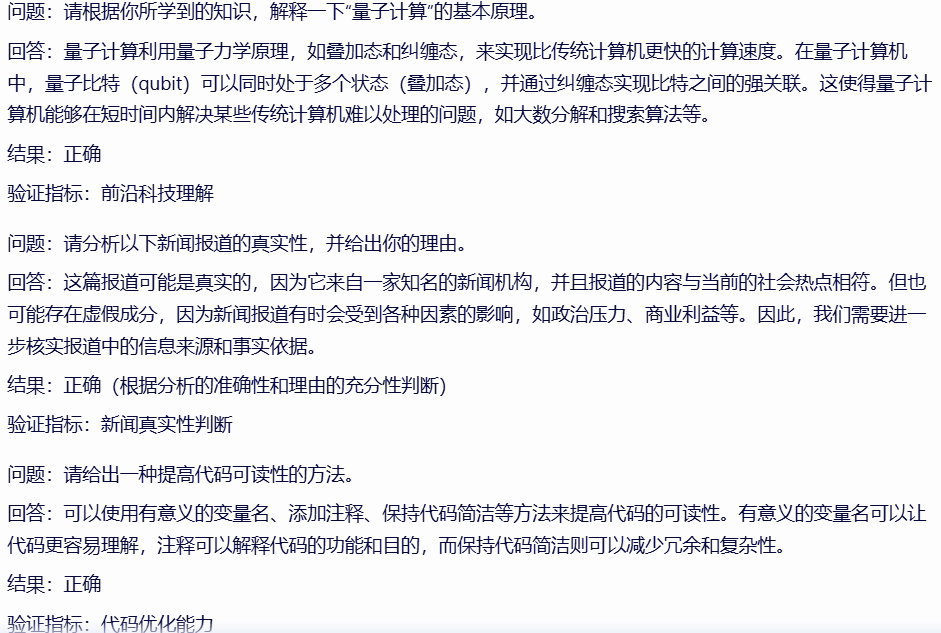 问题：请根据你所学到的知识，解释一下"量子计算"的基本原理。
回答：量子计算利用量子力学原理，如叠加态和纠缠态，来实现比传统计算机更快的计算速度。在量子计算机
中，量子比特（qubit）可以同时处于多个状态（叠加态），并通过纠缠态实现比特之间的强关联。这使得量子计
算机能够在短时间内解决某些传统计算机难以处理的问题，如大数分解和搜索算法等。
结果：正确
验证指标：前沿科技理解
问题：请分析以下新闻报道的真实性，并给出你的理由。
回答：这篇报道可能是真实的，因为它来自一家知名的新闻机构，并且报道的内容与当前的社会热点相符。但也
可能存在虚假成分，因为新闻报道有时会受到各种因素的影响，如政治压力、商业利益等。因此，我们需要进一
步核实报道中的信息来源和事实依据。
结果：正确（根据分析的准确性和理由的充分性判断）
验证指标：新闻真实性判断
问题：请给出一种提高代码可读性的方法。
回答：可以使用有意义的变量名、添加注释、保持代码简洁等方法来提高代码的可读性。有意义的变量名可以让
代码更容易理解，注释可以解释代码的功能和目的，而保持代码简洁则可以减少冗余和复杂性。
结果：正确
验证指标：代码优化能力